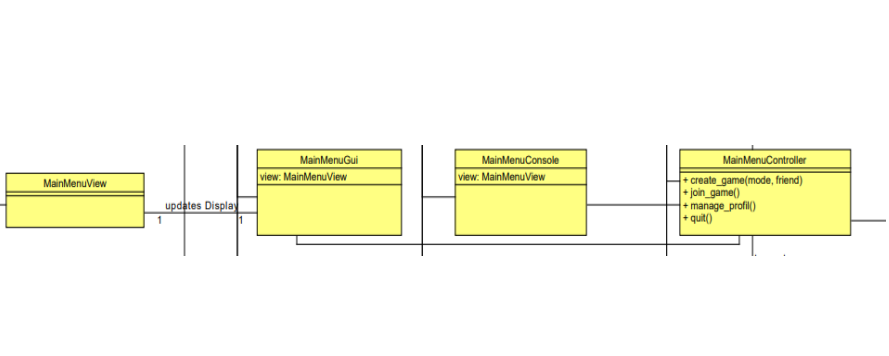 MainMenuView
updates Display
1
1
MainMenuGui
view: MainMenuView
MainMenuConsole
view: MainMenuView
MainMenuController
+ create_game(mode, friend)
+ join_game()
+ manage_profil()
+ quit()